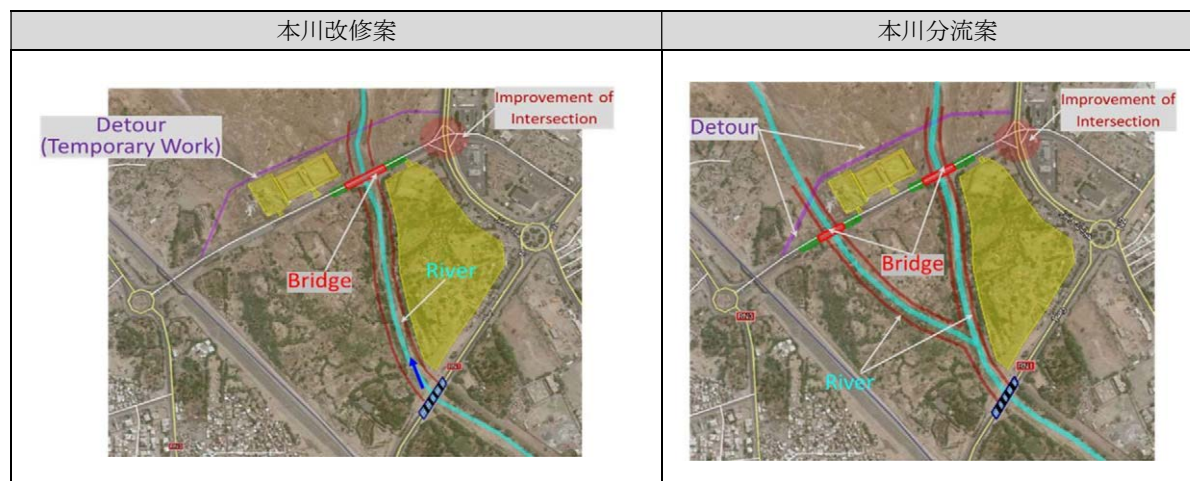 本川改修案
本川分流案
Improvement of
Intersection
Detour
(Temporary Work)
Bridge
River
Improvement of
Intersection
Detour
Bridge
River
RN1